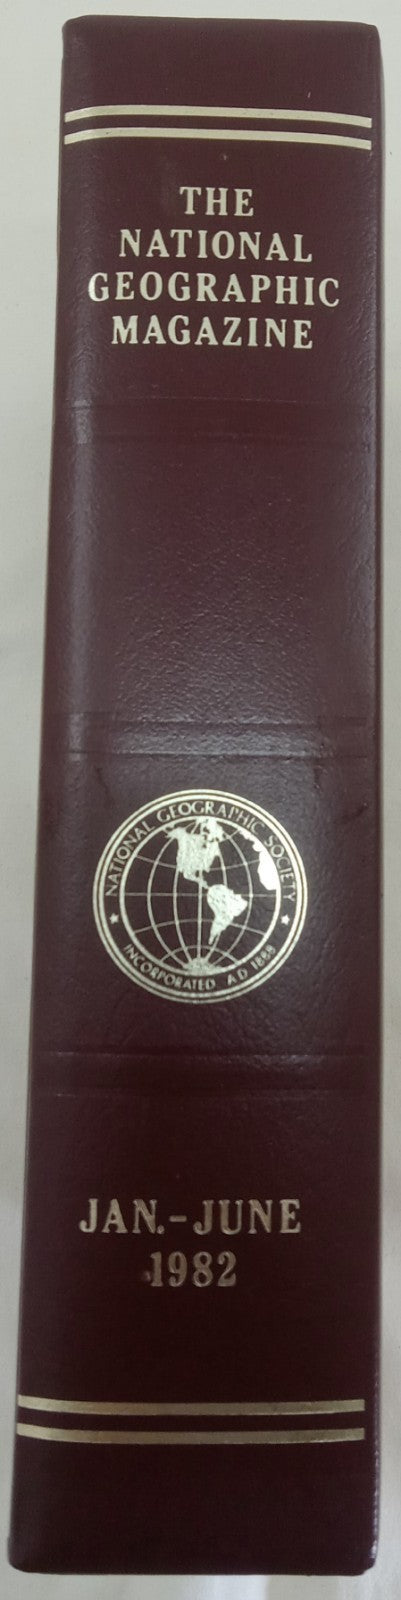 THE
NATIONAL
GEOGRAPHIC
MAGAZINE
NATIONAL GEOGRAPHIC SOCIETY
INCORPORATED A D 1888
JAN.-JUNE
1982